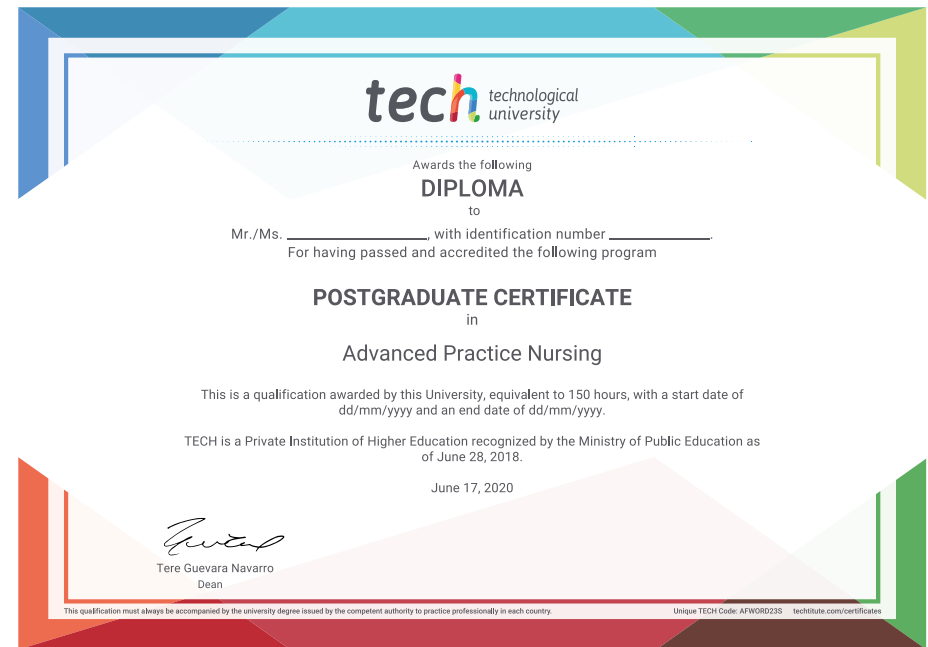 tech technological
university
Awards the following
DIPLOMA
to
Mr./Ms. ____________________, with identification number ______________.
For having passed and accredited the following program
POSTGRADUATE CERTIFICATE
in
Advanced Practice Nursing
This is a qualification awarded by this University, equivalent to 150 hours, with a start date of
dd/mm/yyyy and an end date of dd/mm/yyyy.
TECH is a Private Institution of Higher Education recognized by the Ministry of Public Education as
of June 28, 2018.
June 17, 2020
Tere Guevara Navarro
Dean
This qualification must always be accompanied by the university degree issued by the competent authority to practice professionally in each country. Unique TECH Code: AFWORD23S techtitute.com/certificates